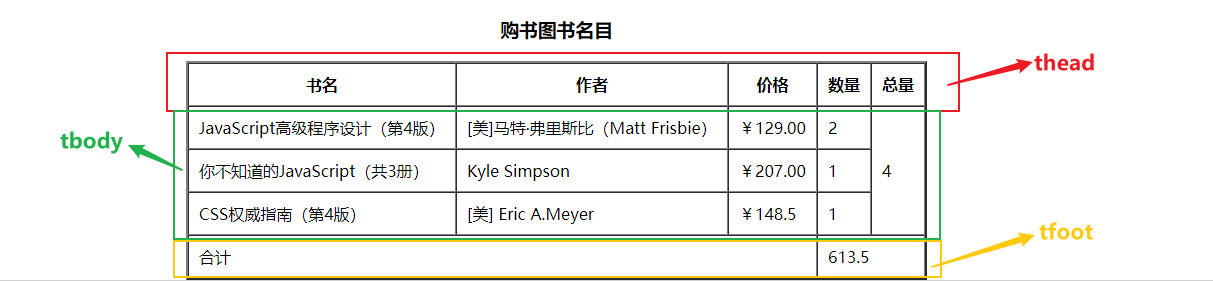 购书图书名目
thead
书名 作者 价格 数量 总量
JavaScript高级程序设计（第4版） [美]马特·弗里斯比（Matt Frisbie） ￥129.00 2
tbody
你不知道的JavaScript（共3册） Kyle Simpson ￥207.00 1 4
CSS权威指南（第4版） [美] Eric A.Meyer ￥148.5 1
tfoot
合计 613.5